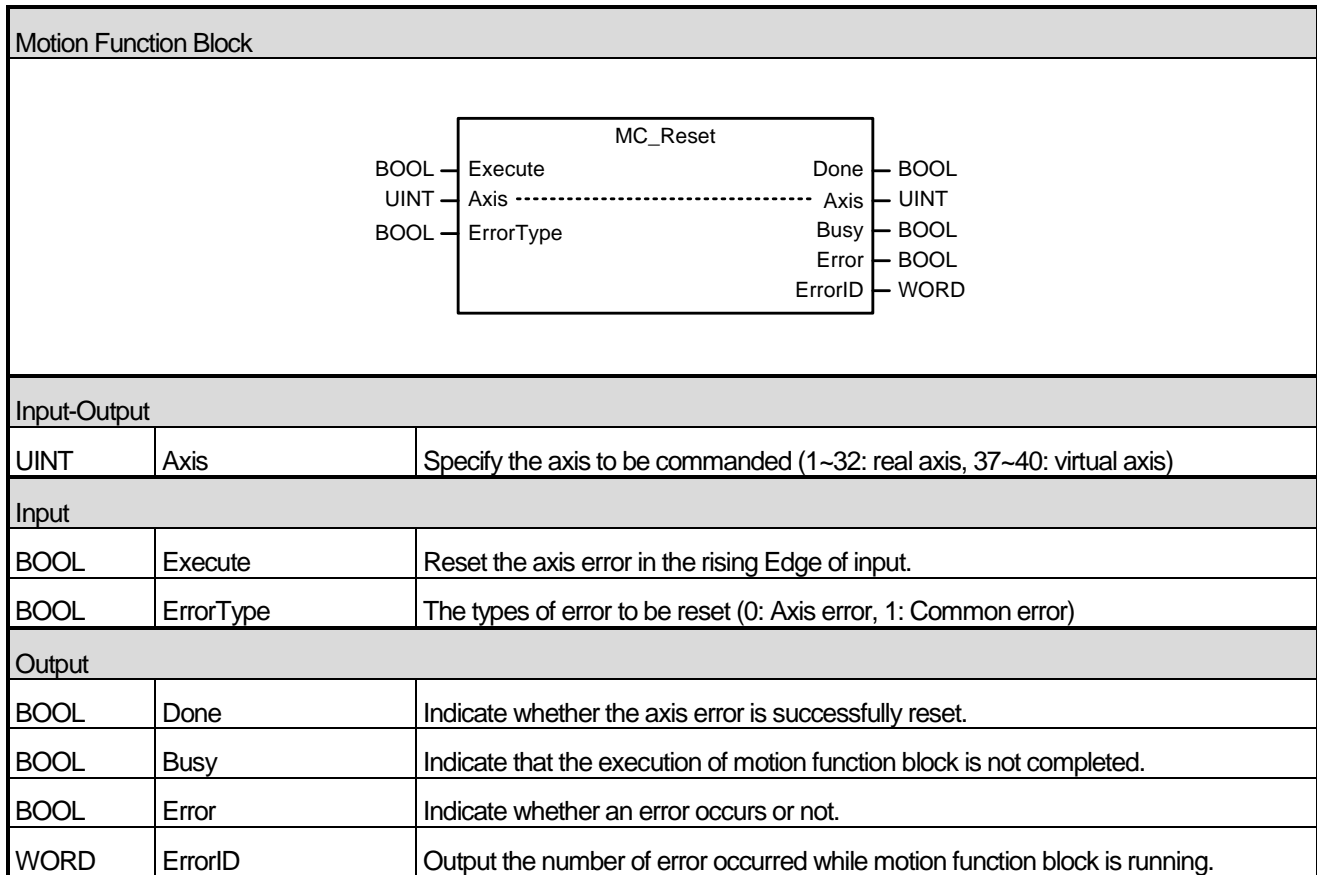 Motion Function Block
MC_Reset
BOOL Execute Done BOOL
UINT Axis Axis UINT
BOOL ErrorType Busy BOOL
Error BOOL
ErrorID WORD
Input-Output
UINT Axis Specify the axis to be commanded (1~32: real axis, 37~40: virtual axis)
Input
BOOL Execute Reset the axis error in the rising Edge of input.
BOOL ErrorType The types of error to be reset (0: Axis error, 1: Common error)
Output
BOOL Done Indicate whether the axis error is successfully reset.
BOOL Busy Indicate that the execution of motion function block is not completed.
BOOL Error Indicate whether an error occurs or not.
WORD ErrorID Output the number of error occurred while motion function block is running.